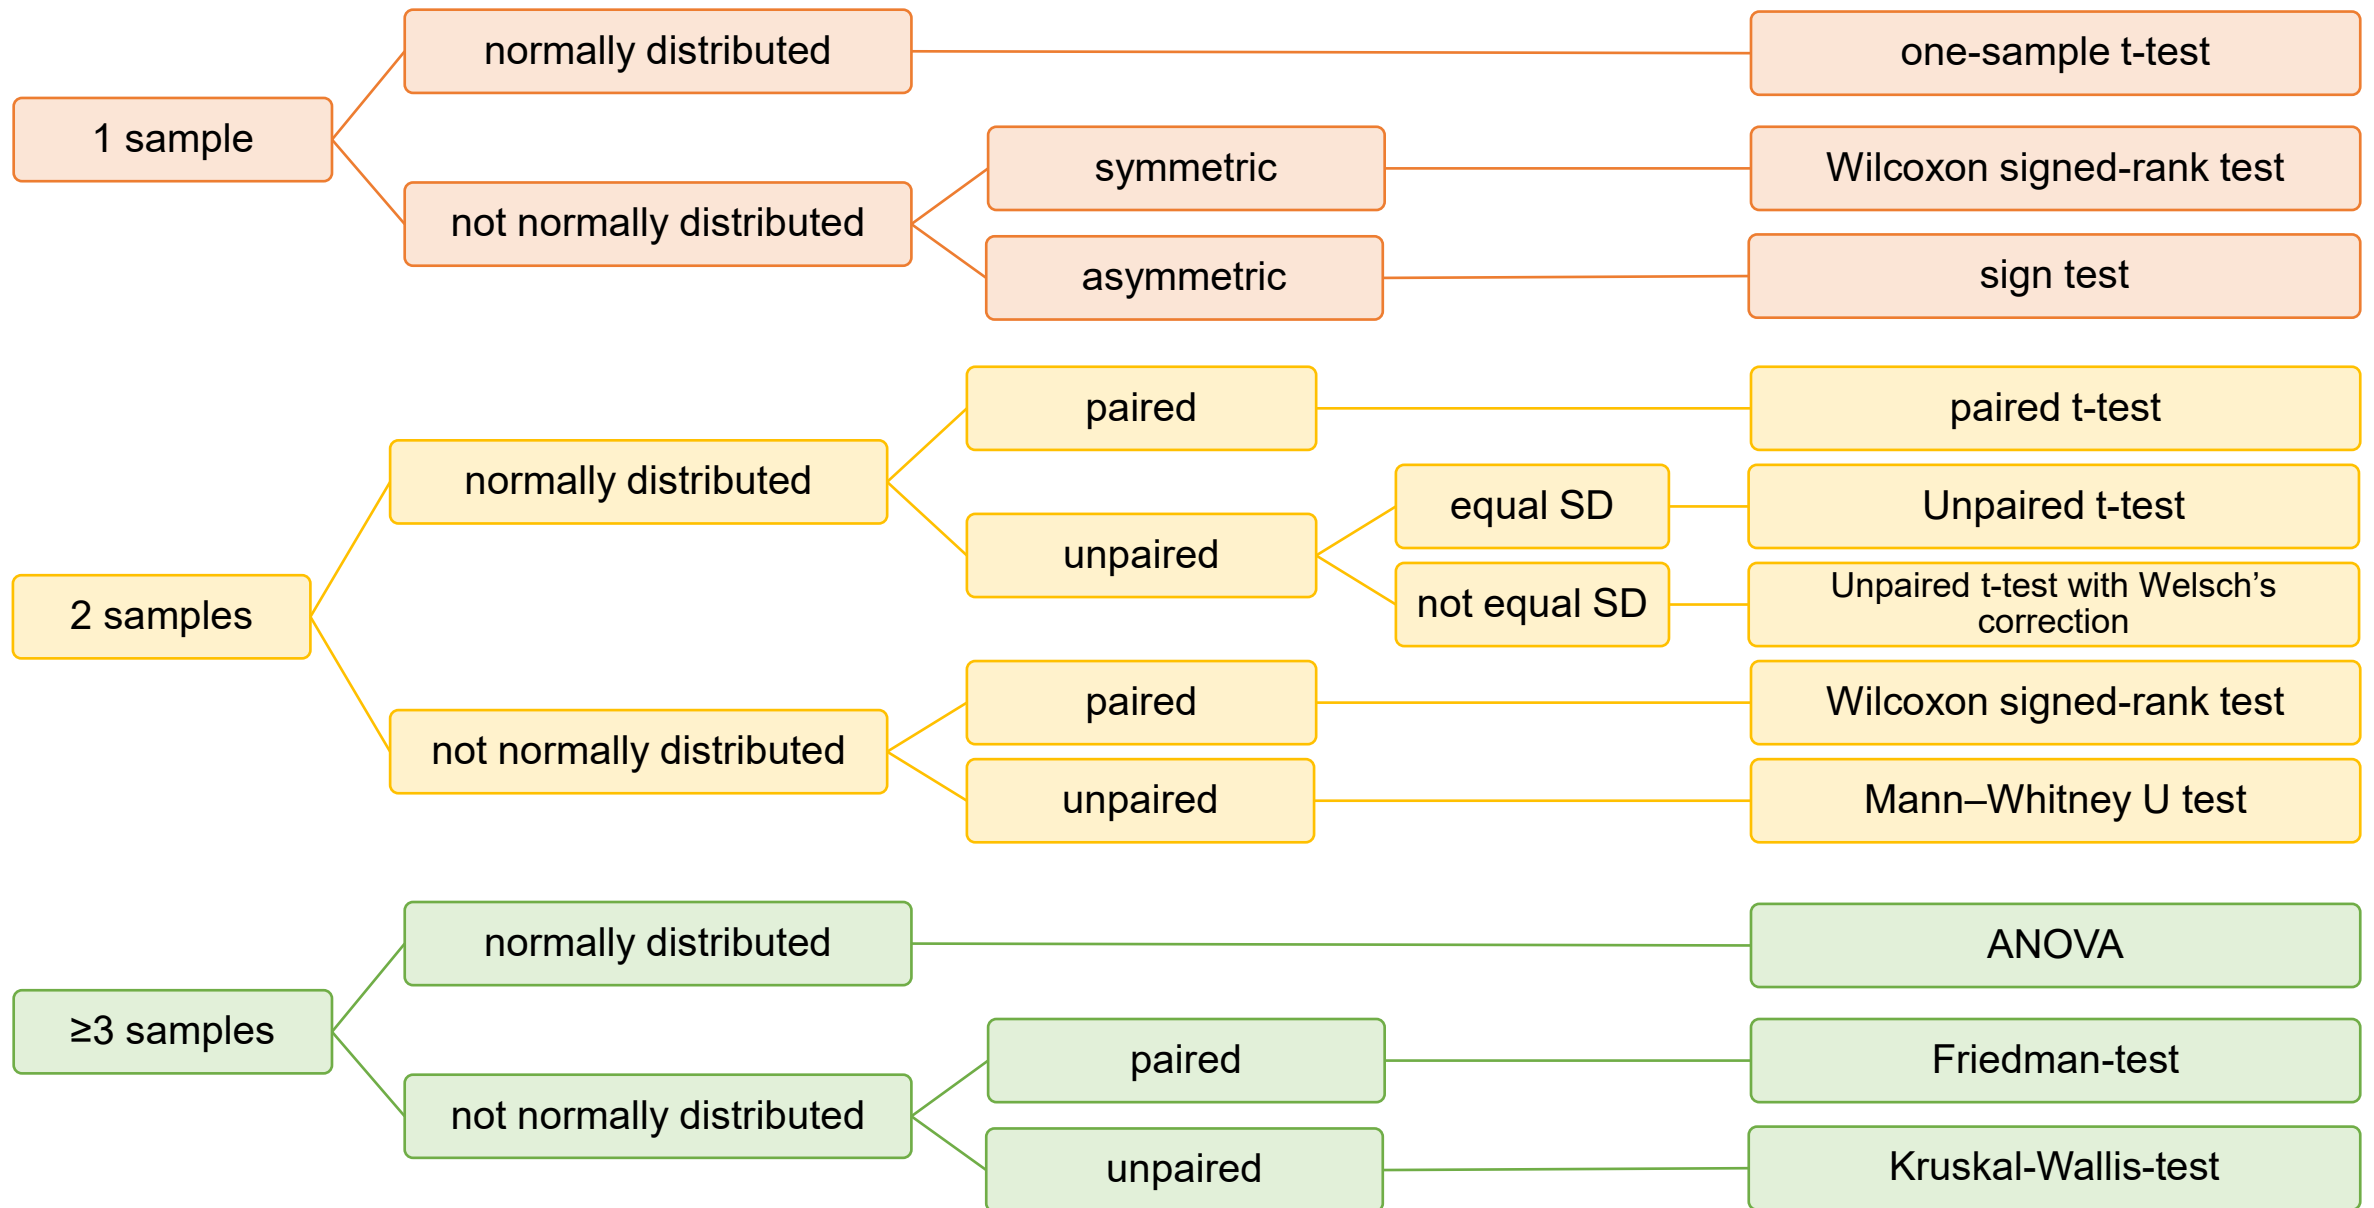 normally distributed
one-sample t-test
1 sample
symmetric
Wilcoxon signed-rank test
not normally distributed
asymmetric
sign test
paired
paired t-test
normally distributed
equal SD
Unpaired t-test
unpaired
not equal SD
Unpaired t-test with Welsch’s
correction
2 samples
paired
Wilcoxon signed-rank test
not normally distributed
unpaired
Mann–Whitney U test
normally distributed
ANOVA
≥3 samples
paired
Friedman-test
not normally distributed
unpaired
Kruskal-Wallis-test